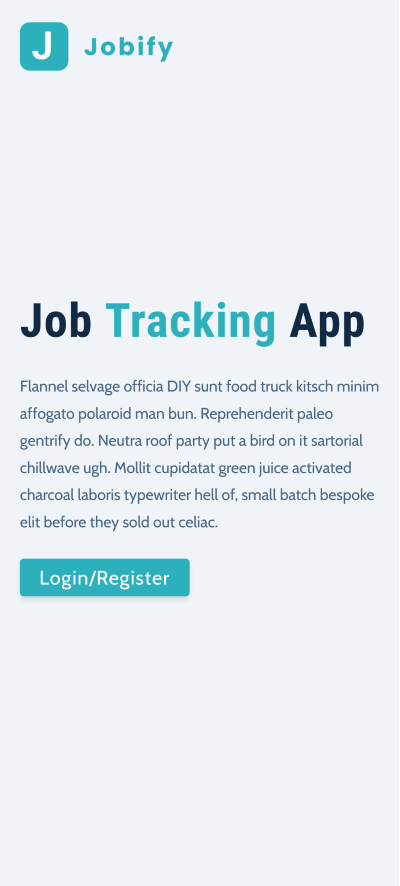 J Jobify
Job Tracking App
Flannel selvage officia DIY sunt food truck kitsch minim
affogato polaroid man bun. Reprehenderit paleo
gentrify do. Neutra roof party put a bird on it sartorial
chillwave ugh. Mollit cupidatat green juice activated
charcoal laboris typewriter hell of, small batch bespoke
elit before they sold out celiac.
Login/Register